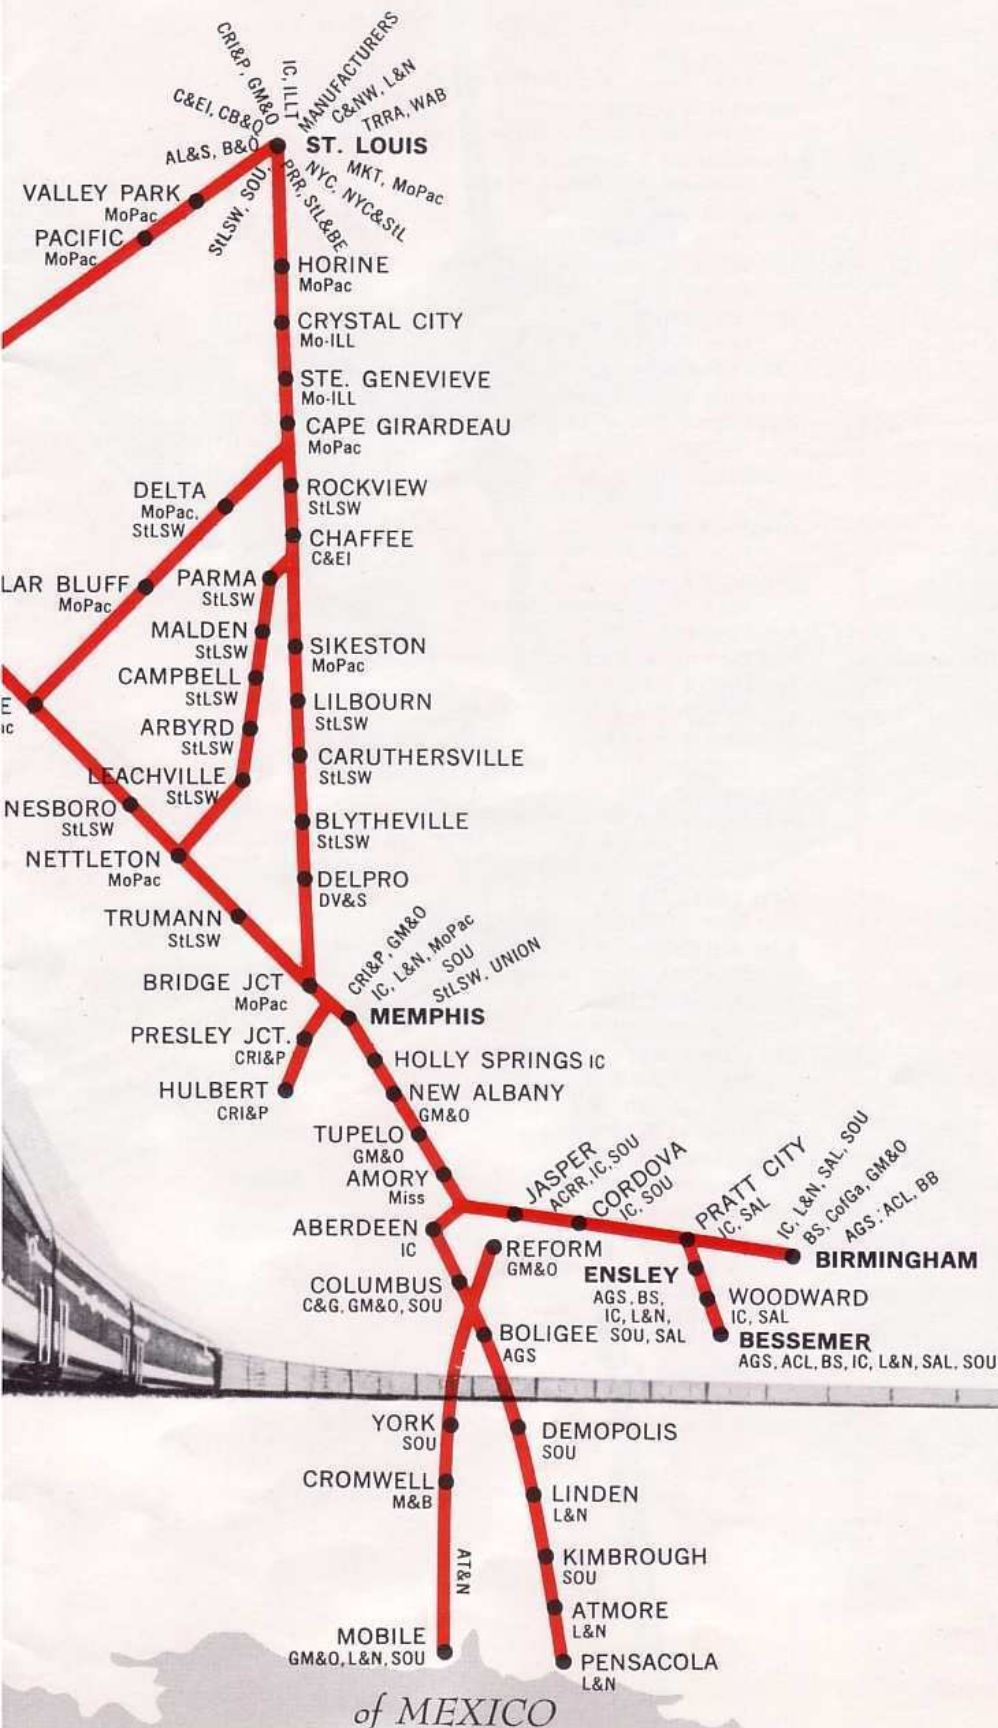 CRI&P, GM&O
IC, ILLT
MANUFACTURERS
C&NW, L&N
TRRA, WAB
C&EI, CB&Q
AL&S, B&O
ST. LOUIS
MKT, MoPac
NYC, NYC&StL
PRR, StL&BE
StLSW, SOU.
VALLEY PARK
MoPac
PACIFIC
MoPac
HORINE
MoPac
CRYSTAL CITY
Mo-ILL
STE. GENEVIEVE
Mo-ILL
CAPE GIRARDEAU
MoPac
DELTA
MoPac,
StLSW
ROCKVIEW
StLSW
CHAFFEE
C&EI
LAR BLUFF
MoPac
PARMA
StLSW
MALDEN
StLSW
SIKESTON
MoPac
CAMPBELL
StLSW
E
ac
LILBOURN
StLSW
ARBYRD
StLSW
CARUTHERSVILLE
StLSW
LEACHVILLE
StLSW
NESBORO
StLSW
BLYTHEVILLE
StLSW
NETTLETON
MoPac
DELPRO
DV&S
TRUMANN
StLSW
BRIDGE JCT
MoPac
CRI&P, GM&O
IC, L&N, MoPac
SOU
StLSW, UNION
MEMPHIS
PRESLEY JCT.
CRI&P
HOLLY SPRINGS IC
HULBERT
CRI&P
NEW ALBANY
GM&O
TUPELO
GM&O
AMORY
Miss
JASPER
ACRR, IC, SOU
CORDOVA
IC, SOU
PRATT CITY
IC, SAL
IC, L&N, SAL, SOU
BS, CofGa, GM&O
AGS, ACL, BB
BIRMINGHAM
ABERDEEN
IC
REFORM
GM&O
ENSLEY
AGS, BS,
IC, L&N,
SOU, SAL
COLUMBUS
C&G, GM&O, SOU
WOODWARD
IC, SAL
BOLIGEE
AGS
BESSEMER
AGS, ACL, BS, IC, L&N, SAL, SOU
YORK
SOU
DEMOPOLIS
SOU
CROMWELL
M&B
LINDEN
L&N
AT&N
KIMBROUGH
SOU
ATMORE
L&N
MOBILE
GM&O, L&N, SOU
PENSACOLA
L&N
of MEXICO